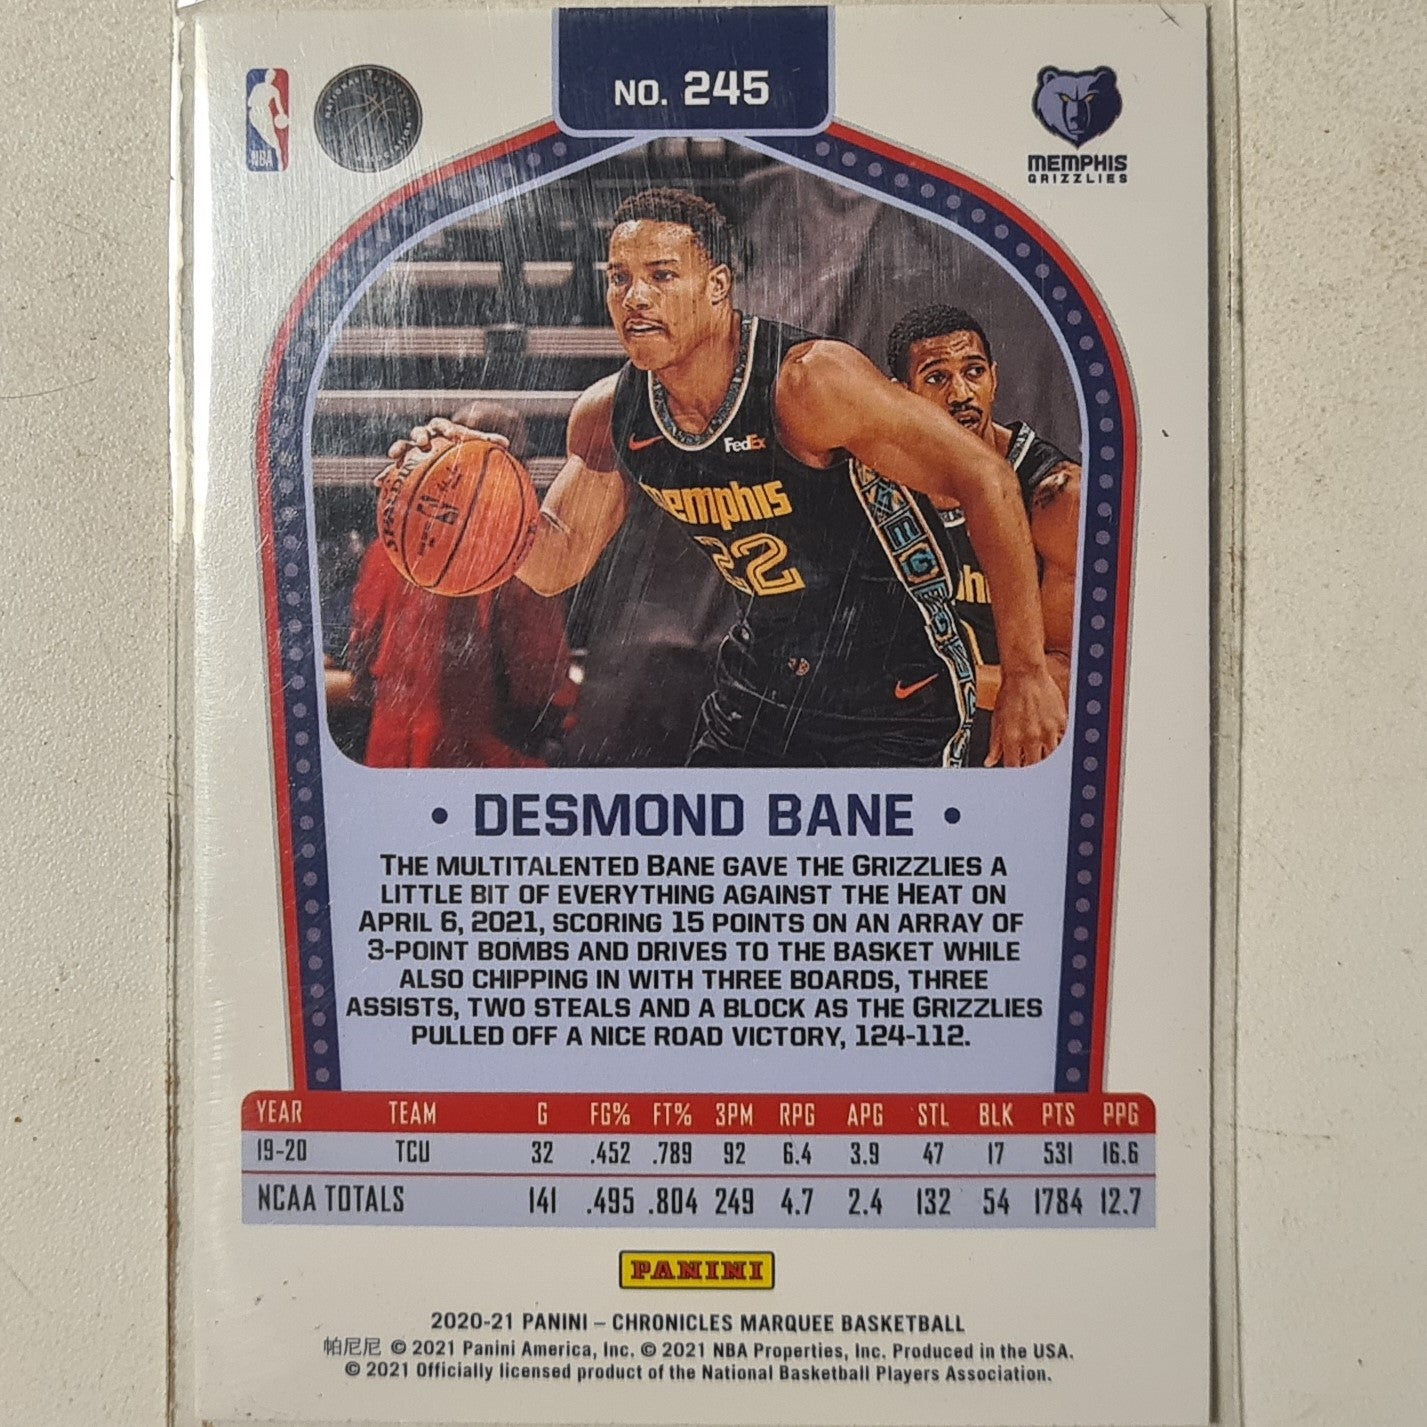 NO. 245
NBA
MEMPHIS
GRIZZLIES
SPALDING
FedEx
Memphis
22
• DESMOND BANE •
THE MULTITALENTED BANE GAVE THE GRIZZLIES A
LITTLE BIT OF EVERYTHING AGAINST THE HEAT ON
APRIL 6, 2021, SCORING 15 POINTS ON AN ARRAY OF
3-POINT BOMBS AND DRIVES TO THE BASKET WHILE
ALSO CHIPPING IN WITH THREE BOARDS, THREE
ASSISTS, TWO STEALS AND A BLOCK AS THE GRIZZLIES
PULLED OFF A NICE ROAD VICTORY, 124-112.
YEAR TEAM G FG% FT% 3PM RPG APG STL BLK PTS PPG
19-20 TCU 32 .452 .789 92 6.4 3.9 47 17 531 16.6
NCAA TOTALS 141 .495 .804 249 4.7 2.4 132 54 1784 12.7
PANINI
2020-21 PANINI – CHRONICLES MARQUEE BASKETBALL
帕尼尼 © 2021 Panini America, Inc. © 2021 NBA Properties, Inc. Produced in the USA.
© 2021 Officially licensed product of the National Basketball Players Association.